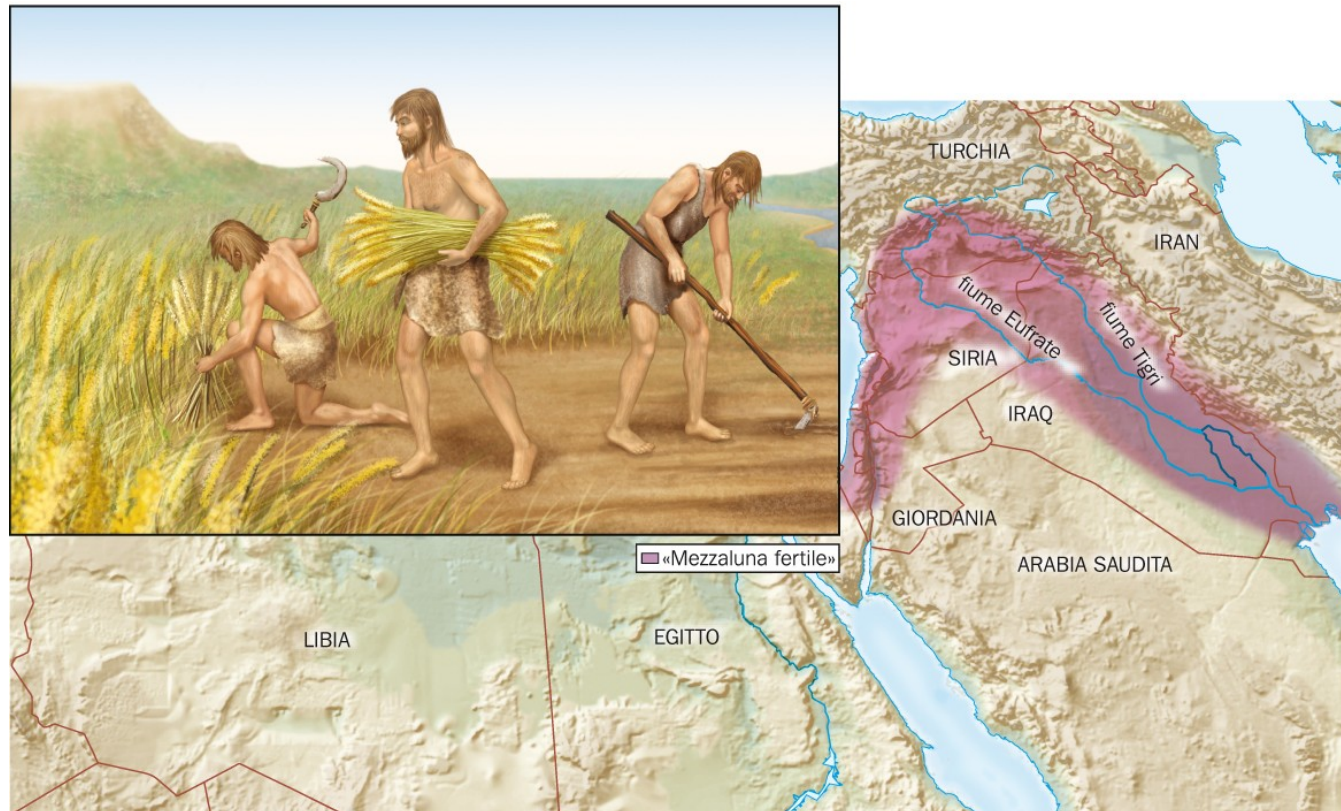 TURCHIA
IRAN
fiume Eufrate
fiume Tigri
SIRIA
IRAQ
GIORDANIA
«Mezzaluna fertile»
ARABIA SAUDITA
LIBIA
EGITTO